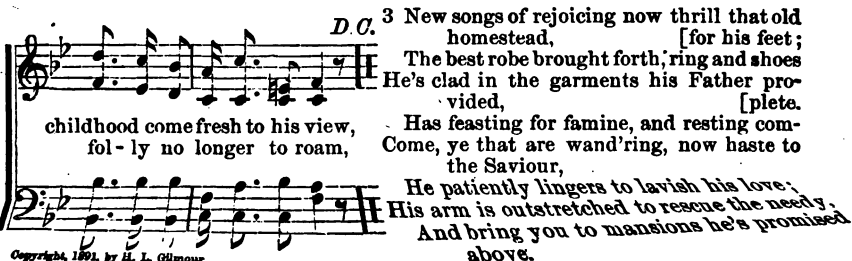 D.C.
childhood come fresh to his view,
fol-ly no longer to roam,
Copyright, 1891, by H. L. Gilmour
3 New songs of rejoicing now thrill that old
homestead, [for his feet;
The best robe brought forth, ring and shoes
He's clad in the garments his Father pro-
vided, [plete.
Has feasting for famine, and resting com-
Come, ye that are wand'ring, now haste to
the Saviour,
He patiently lingers to lavish his love;
His arm is outstretched to rescue the needy,
And bring you to mansions he's promised
above.